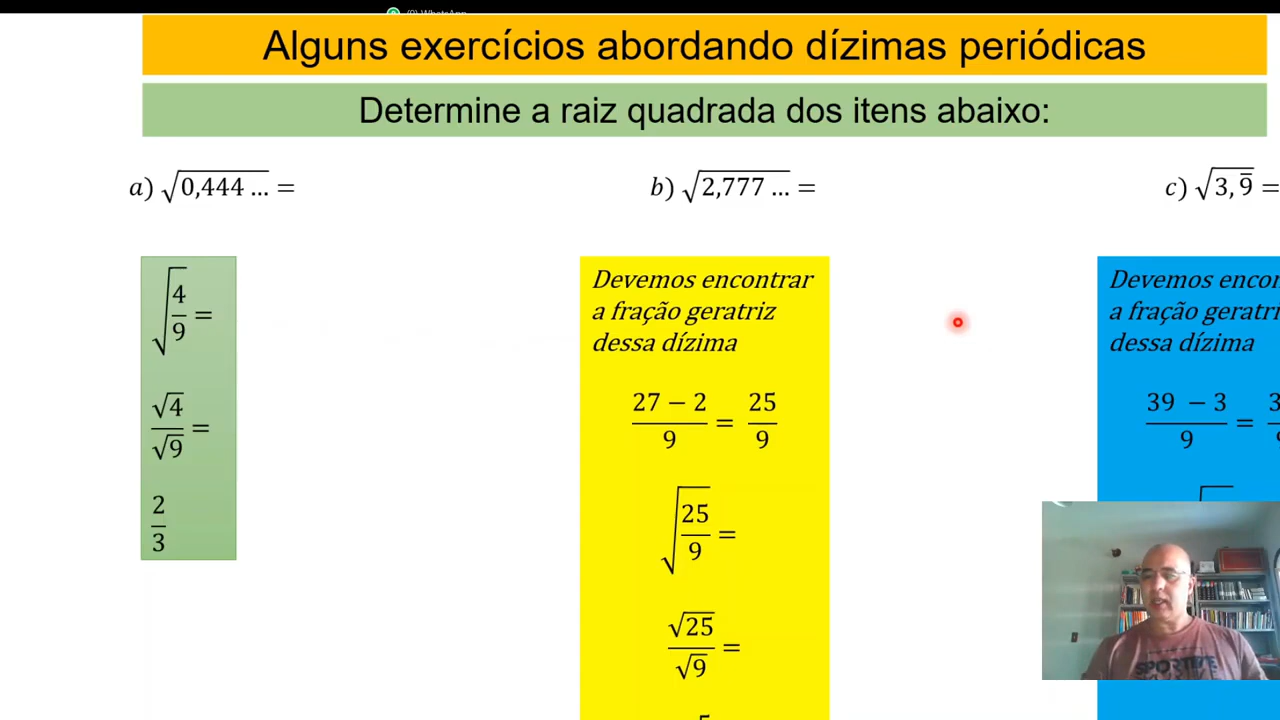 Alguns exercícios abordando dízimas periódicas
Determine a raiz quadrada dos itens abaixo:
a) √0,444 ... =
b) √2,777 ... =
c) √3, 9̅ =
√4/9 =
√4/√9 =
2/3
Devemos encontrar
a fração geratriz
dessa dízima
27 − 2/9 = 25/9
√25/9 =
√25/√9 =
5
Devemos encon
a fração geratri
dessa dízima
39 − 3/9 = 3